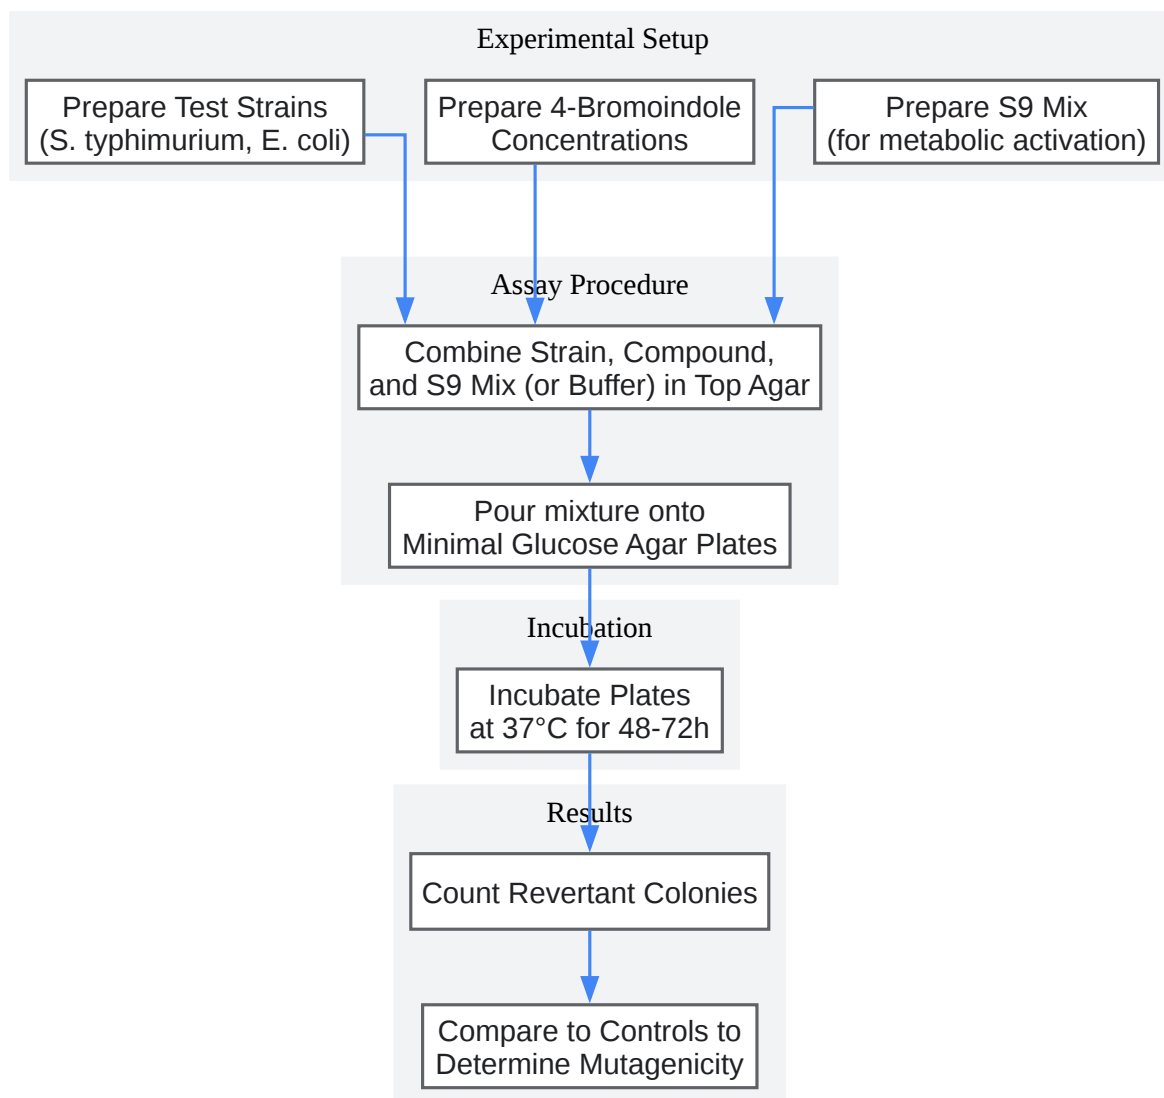 Experimental Setup
Prepare Test Strains
(S. typhimurium, E. coli)
Prepare 4-Bromoindole
Concentrations
Prepare S9 Mix
(for metabolic activation)
Assay Procedure
Combine Strain, Compound,
and S9 Mix (or Buffer) in Top Agar
Pour mixture onto
Minimal Glucose Agar Plates
Incubation
Incubate Plates
at 37°C for 48-72h
Results
Count Revertant Colonies
Compare to Controls to
Determine Mutagenicity